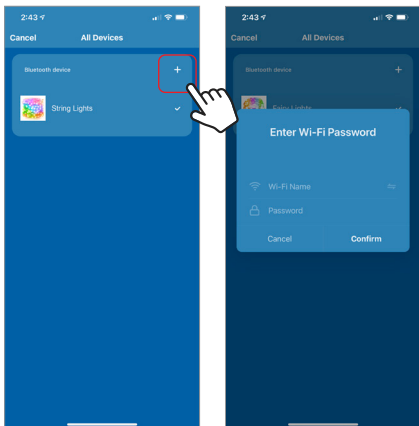 2:43
Cancel All Devices
Bluetooth device +
String Lights
2:43
Cancel All Devices
Bluetooth device +
Fairy Lights
Enter Wi-Fi Password
Wi-Fi Name
Password
Cancel Confirm